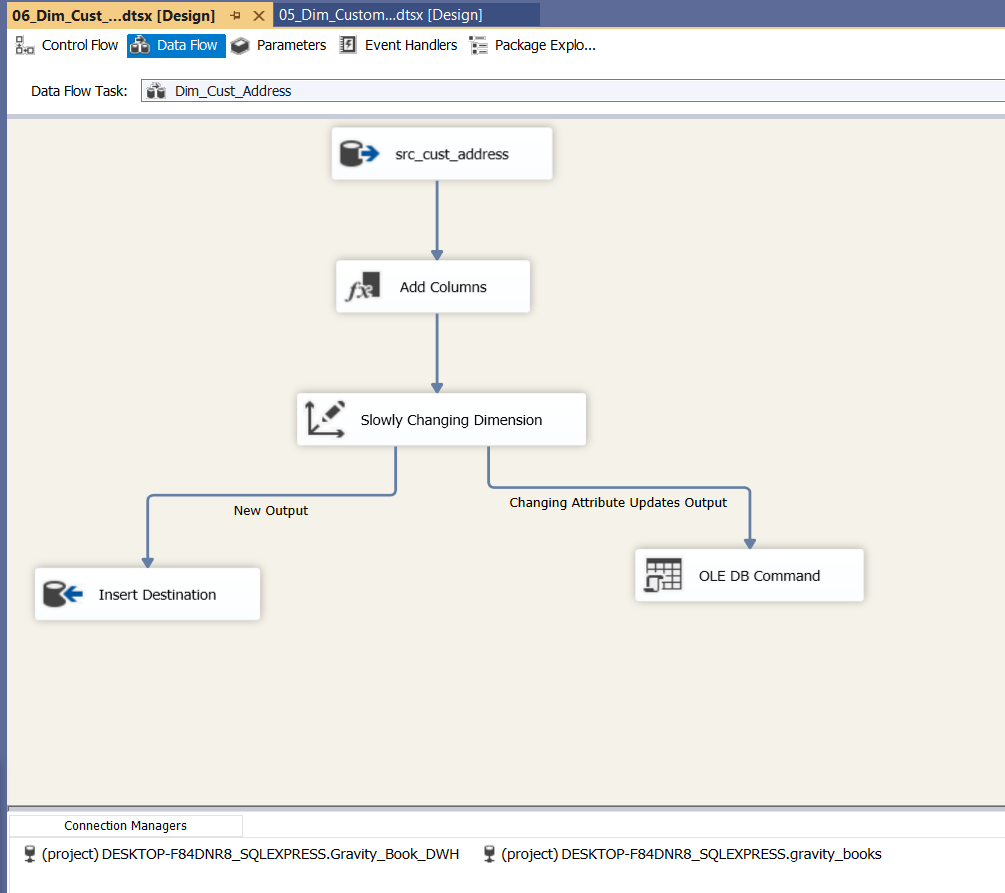 06_Dim_Cust_...dtsx [Design]
05_Dim_Custom...dtsx [Design]
Control Flow
Data Flow
Parameters
Event Handlers
Package Explo...
Data Flow Task:
Dim_Cust_Address
src_cust_address
Add Columns
Slowly Changing Dimension
New Output
Changing Attribute Updates Output
Insert Destination
OLE DB Command
Connection Managers
(project) DESKTOP-F84DNR8_SQLEXPRESS.Gravity_Book_DWH
(project) DESKTOP-F84DNR8_SQLEXPRESS.gravity_books